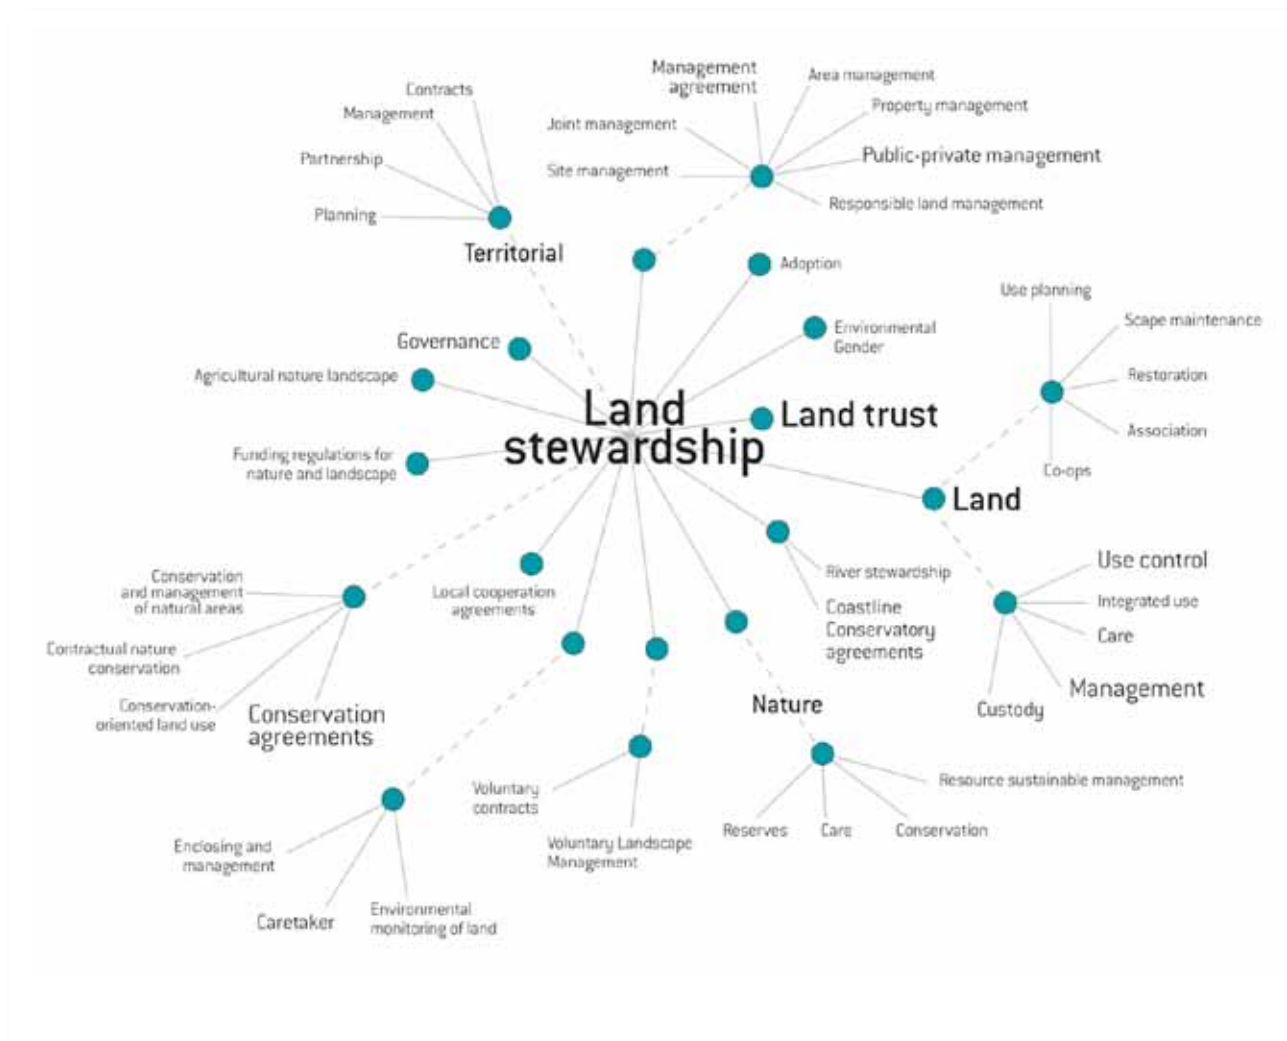 Contracts
Management
Partnership
Planning
Territorial
Management
agreement
Area management
Property management
Joint management
Public-private management
Site management
Responsible land management
Adoption
Environmental
Gender
Governance
Agricultural nature landscape
Land
stewardship
Land trust
Funding regulations for
nature and landscape
Use planning
Scape maintenance
Restoration
Association
Co-ops
Land
Use control
Integrated use
Care
Management
Custody
River stewardship
Coastline
Conservatory
agreements
Local cooperation
agreements
Conservation
and management
of natural areas
Contractual nature
conservation
Conservation-
oriented land use
Conservation
agreements
Nature
Resource sustainable management
Reserves
Care
Conservation
Voluntary
contracts
Voluntary Landscape
Management
Enclosing and
management
Caretaker
Environmental
monitoring of land